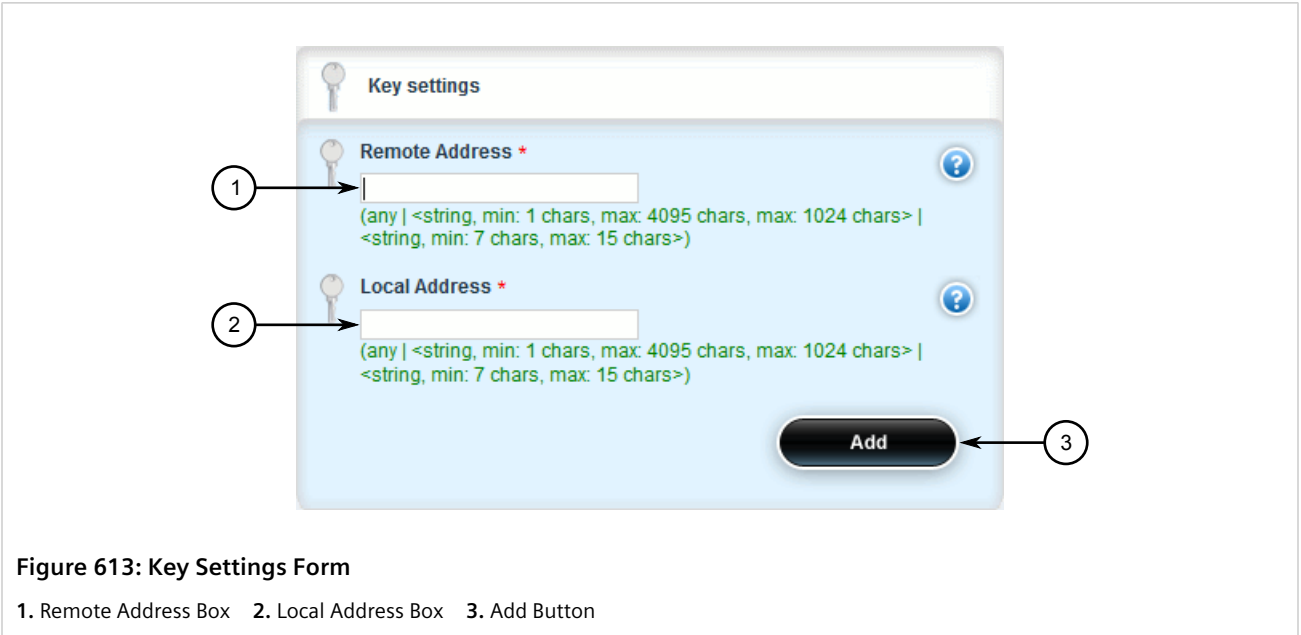 Key settings
Remote Address *
?
1
(any | <string, min: 1 chars, max: 4095 chars, max: 1024 chars> |
<string, min: 7 chars, max: 15 chars>)
Local Address *
?
2
(any | <string, min: 1 chars, max: 4095 chars, max: 1024 chars> |
<string, min: 7 chars, max: 15 chars>)
Add
3
Figure 613: Key Settings Form
1. Remote Address Box 2. Local Address Box 3. Add Button